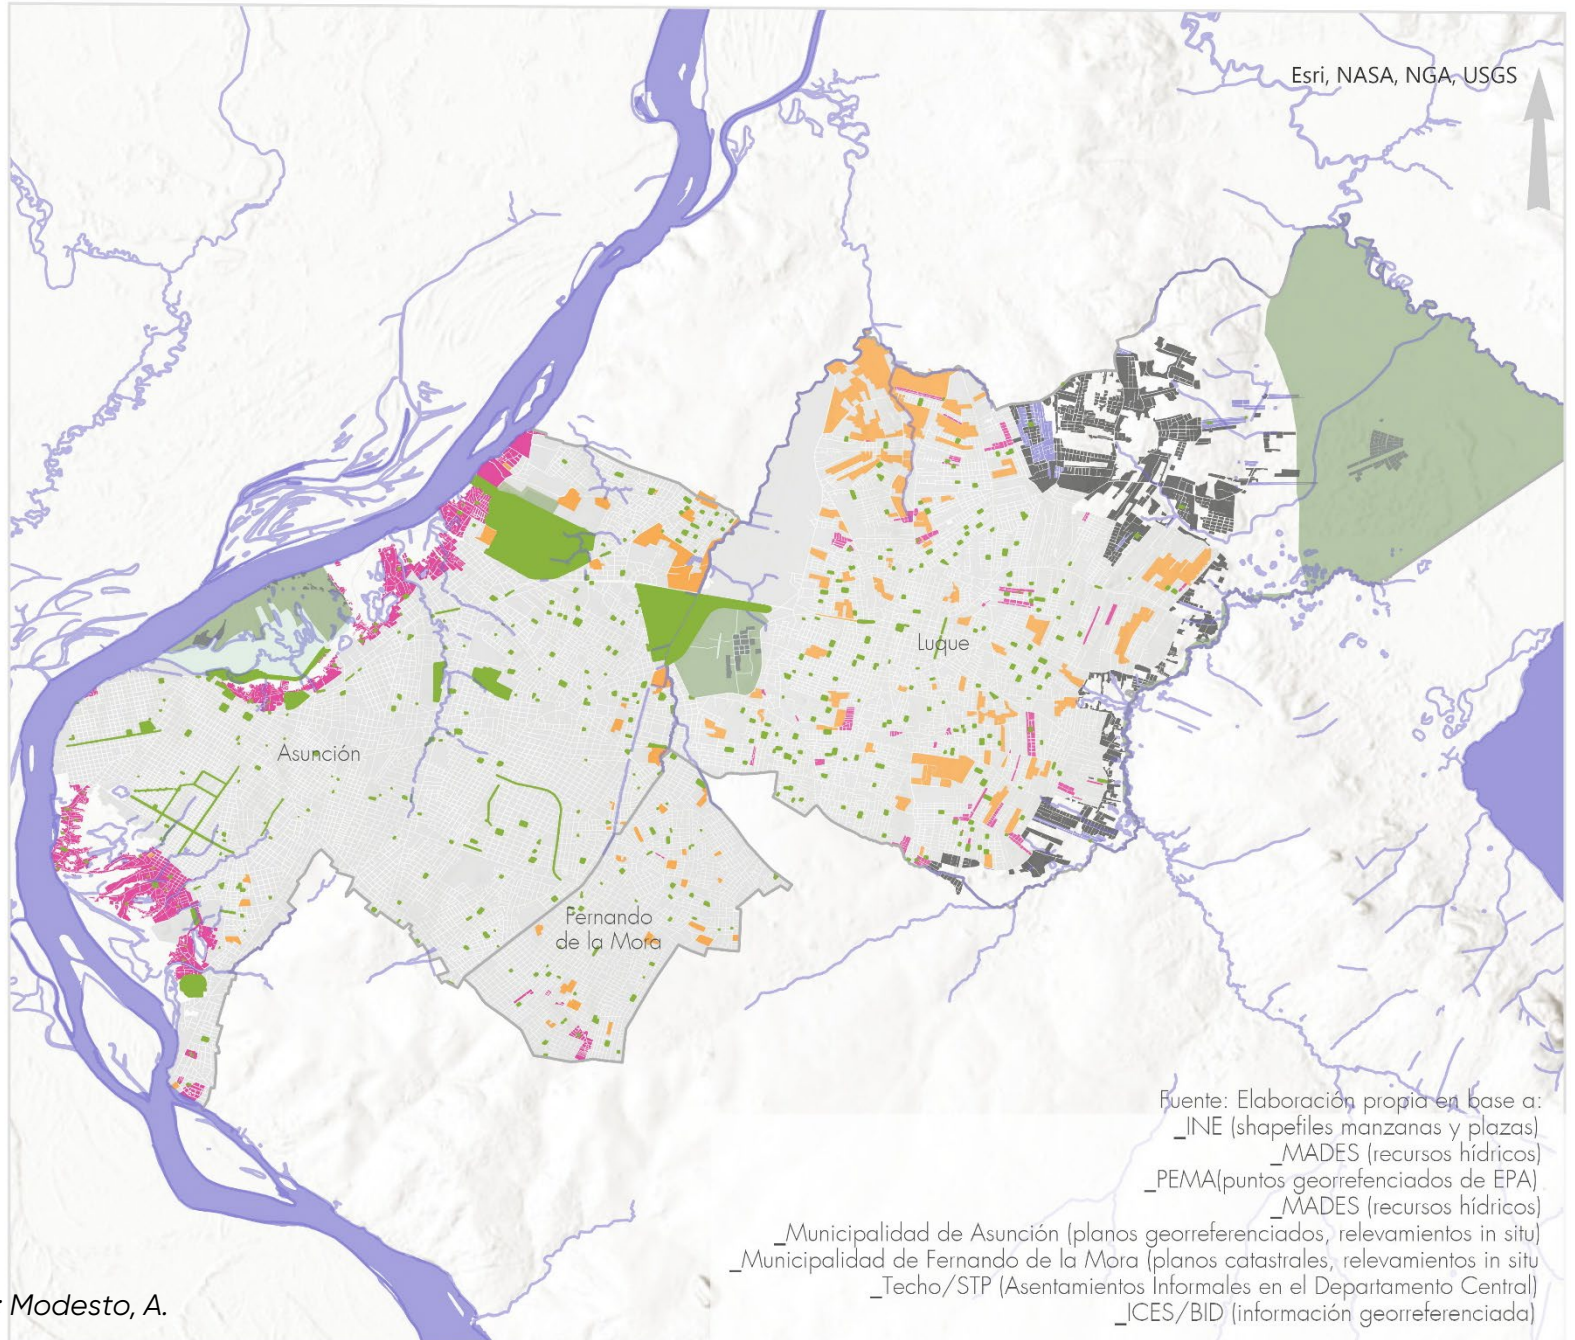 Esri, NASA, NGA, USGS
Luque
Asunción
Fernando
de la Mora
Fuente: Elaboración propia en base a:
_INE (shapefiles manzanas y plazas)
_MADES (recursos hídricos)
_PEMA(puntos georrefenciados de EPA)
_MADES (recursos hídricos)
_Municipalidad de Asunción (planos georreferenciados, relevamientos in situ)
_Municipalidad de Fernando de la Mora (planos catastrales, relevamientos in situ
_Techo/STP (Asentamientos Informales en el Departamento Central)
_ICES/BID (información georreferenciada)
Modesto, A.